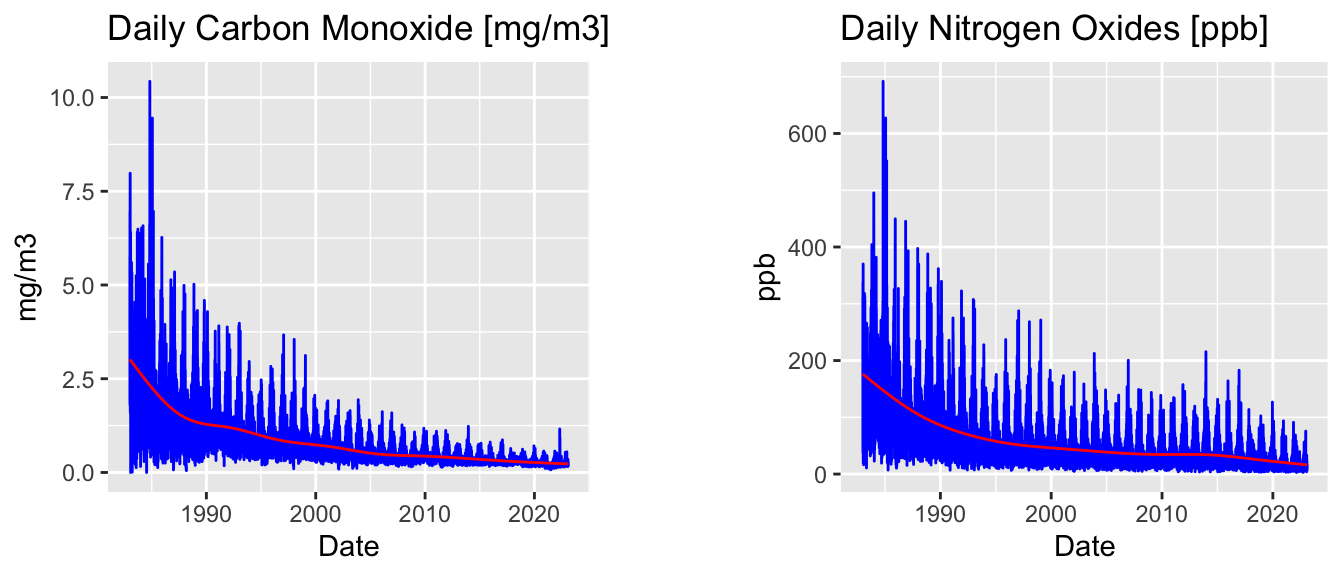 Daily Carbon Monoxide [mg/m3]
mg/m3
10.0
7.5
5.0
2.5
0.0
1990 2000 2010 2020
Date
Daily Nitrogen Oxides [ppb]
ppb
600
400
200
0
1990 2000 2010 2020
Date